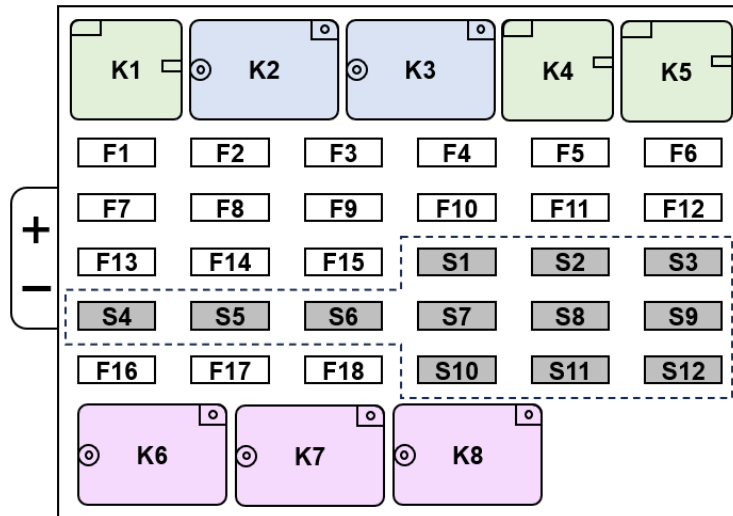 K1 K2 K3 K4 K5
F1 F2 F3 F4 F5 F6
F7 F8 F9 F10 F11 F12
+
F13 F14 F15 S1 S2 S3
−
S4 S5 S6 S7 S8 S9
F16 F17 F18 S10 S11 S12
K6 K7 K8